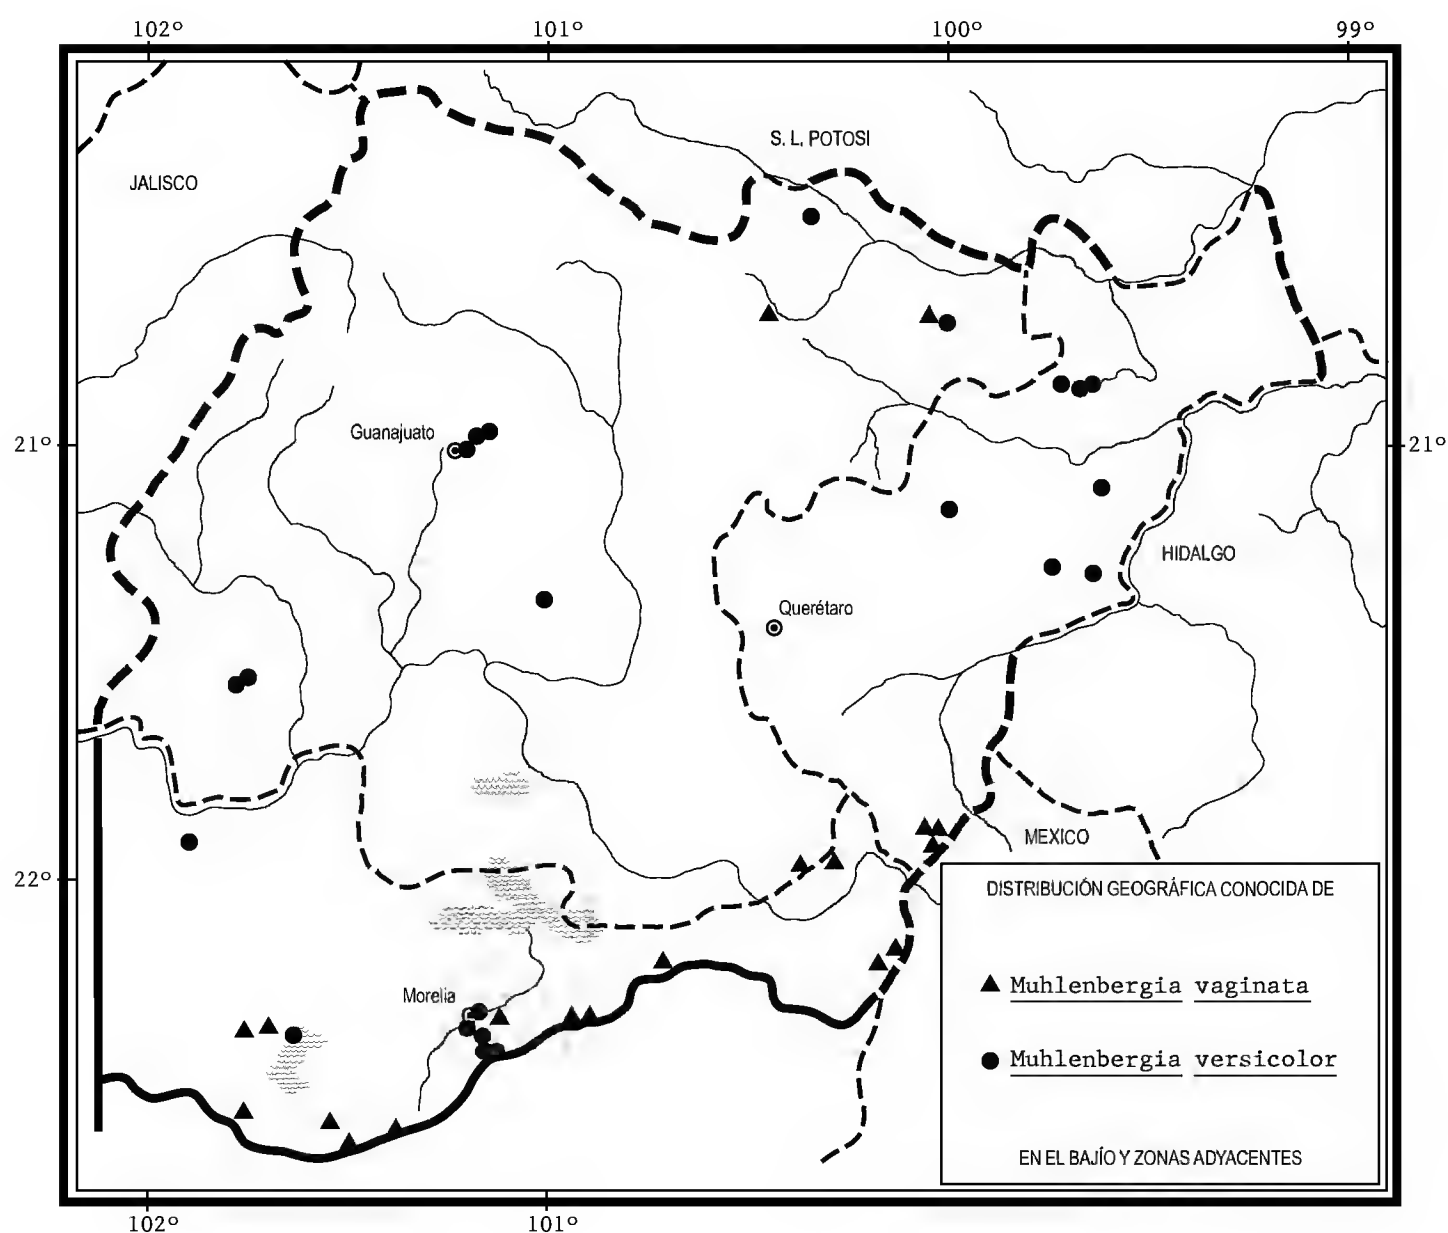 102° 101° 100° 99°
S. L. POTOSI
JALISCO
Guanajuato
21° 21°
HIDALGO
Querétaro
MEXICO
22°
DISTRIBUCIÓN GEOGRÁFICA CONOCIDA DE
Morelia
Muhlenbergia vaginata
Muhlenbergia versicolor
EN EL BAJÍO Y ZONAS ADYACENTES
102° 101°